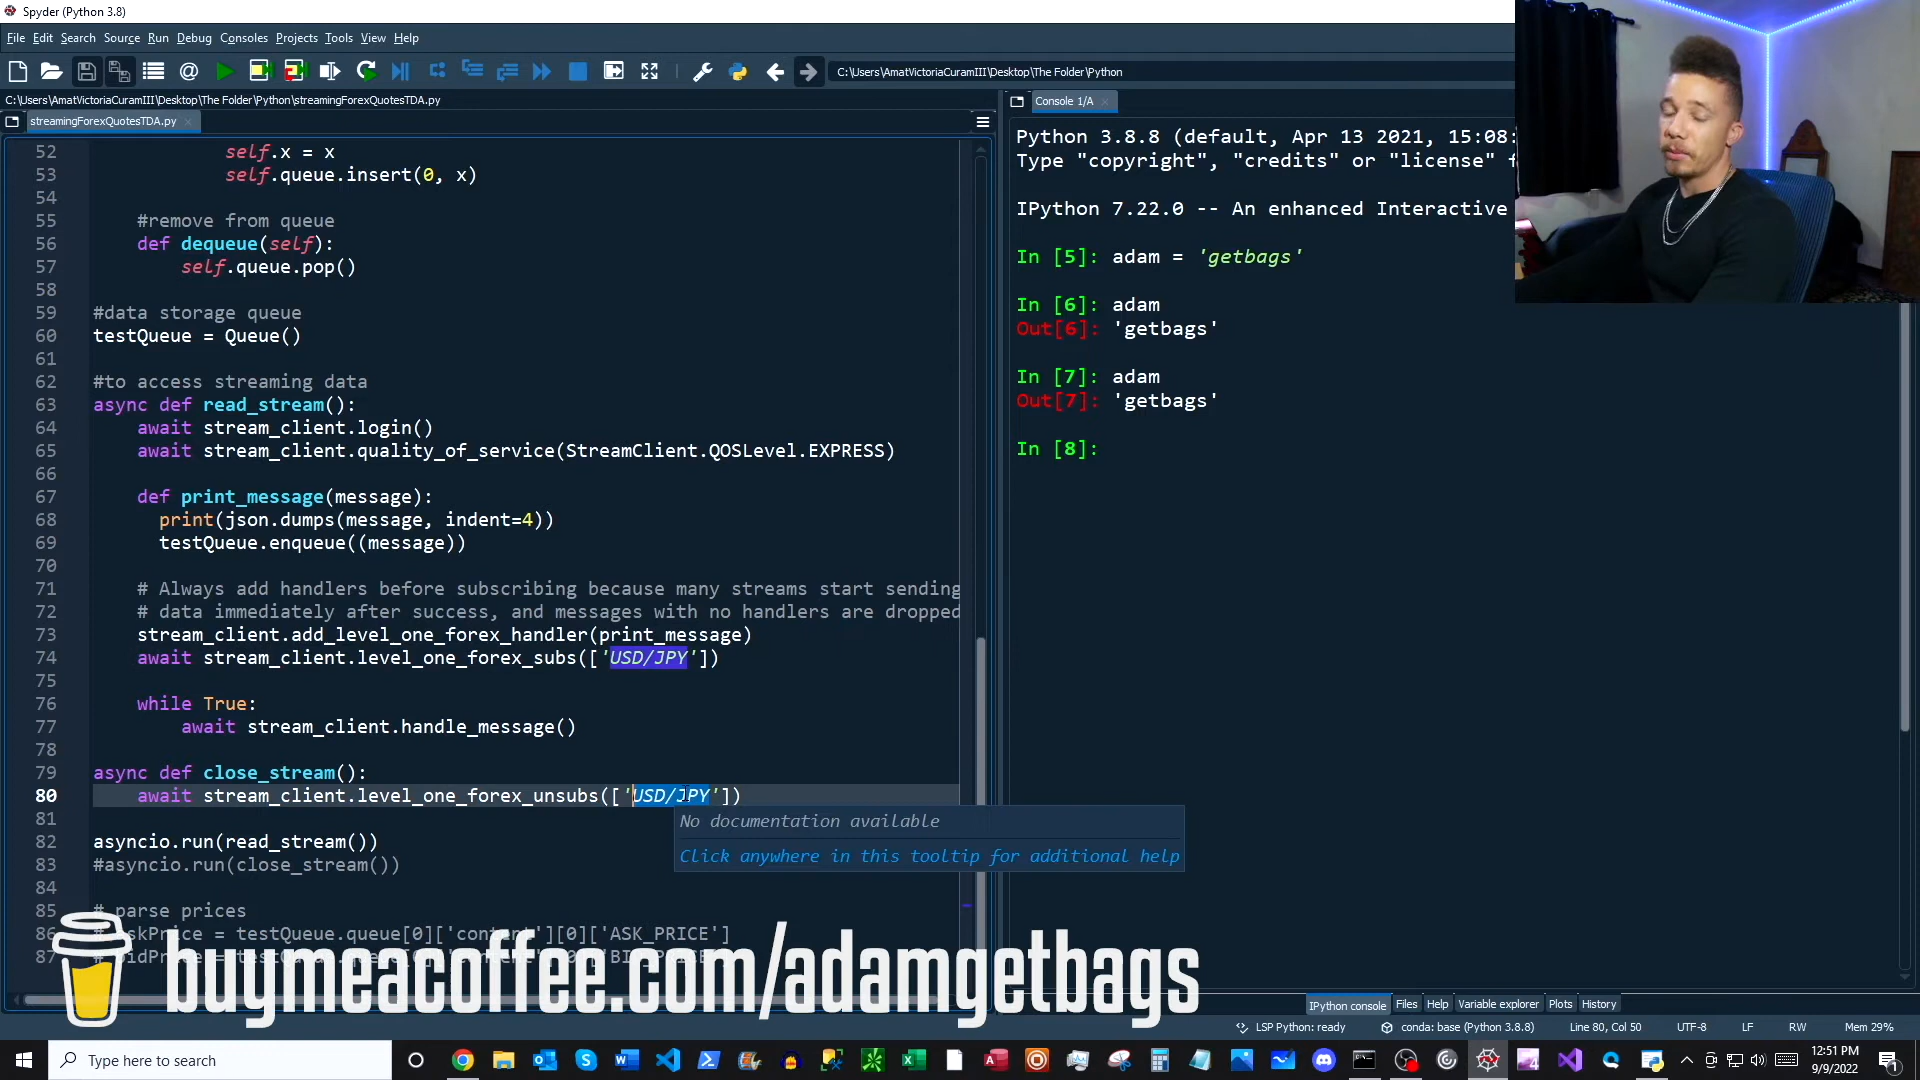 Spyder (Python 3.8)
File Edit Search Source Run Debug Consoles Projects Tools View Help
C:\Users\AmatVictoriaCuramIII\Desktop\The Folder\Python
C:\Users\AmatVictoriaCuramIII\Desktop\The Folder\Python\streamingForexQuotesTDA.py
streamingForexQuotesTDA.py
52 self.x = x
53 self.queue.insert(0, x)
54
55 #remove from queue
56 def dequeue(self):
57 self.queue.pop()
58
59 #data storage queue
60 testQueue = Queue()
61
62 #to access streaming data
63 async def read_stream():
64 await stream_client.login()
65 await stream_client.quality_of_service(StreamClient.QOSLevel.EXPRESS)
66
67 def print_message(message):
68 print(json.dumps(message, indent=4))
69 testQueue.enqueue((message))
70
71 # Always add handlers before subscribing because many streams start sending
72 # data immediately after success, and messages with no handlers are dropped
73 stream_client.add_level_one_forex_handler(print_message)
74 await stream_client.level_one_forex_subs(['USD/JPY'])
75
76 while True:
77 await stream_client.handle_message()
78
79 async def close_stream():
80 await stream_client.level_one_forex_unsubs(['USD/JPY'])
81
82 asyncio.run(read_stream())
83 #asyncio.run(close_stream())
84
85 # parse prices
86 = testQueue.queue[0]['content'][0]['ASK_PRICE']
87
No documentation available
Click anywhere in this tooltip for additional help
Console 1/A
Python 3.8.8 (default, Apr 13 2021, 15:08:
Type "copyright", "credits" or "license" f
IPython 7.22.0 -- An enhanced Interactive
In [5]: adam = 'getbags'
In [6]: adam
Out[6]: 'getbags'
In [7]: adam
Out[7]: 'getbags'
In [8]:
buymeacoffee.com/adamgetbags
IPython console Files Help Variable explorer Plots History
LSP Python: ready conda: base (Python 3.8.8) Line 80, Col 50 UTF-8 LF RW Mem 29%
Type here to search
12:51 PM
9/9/2022